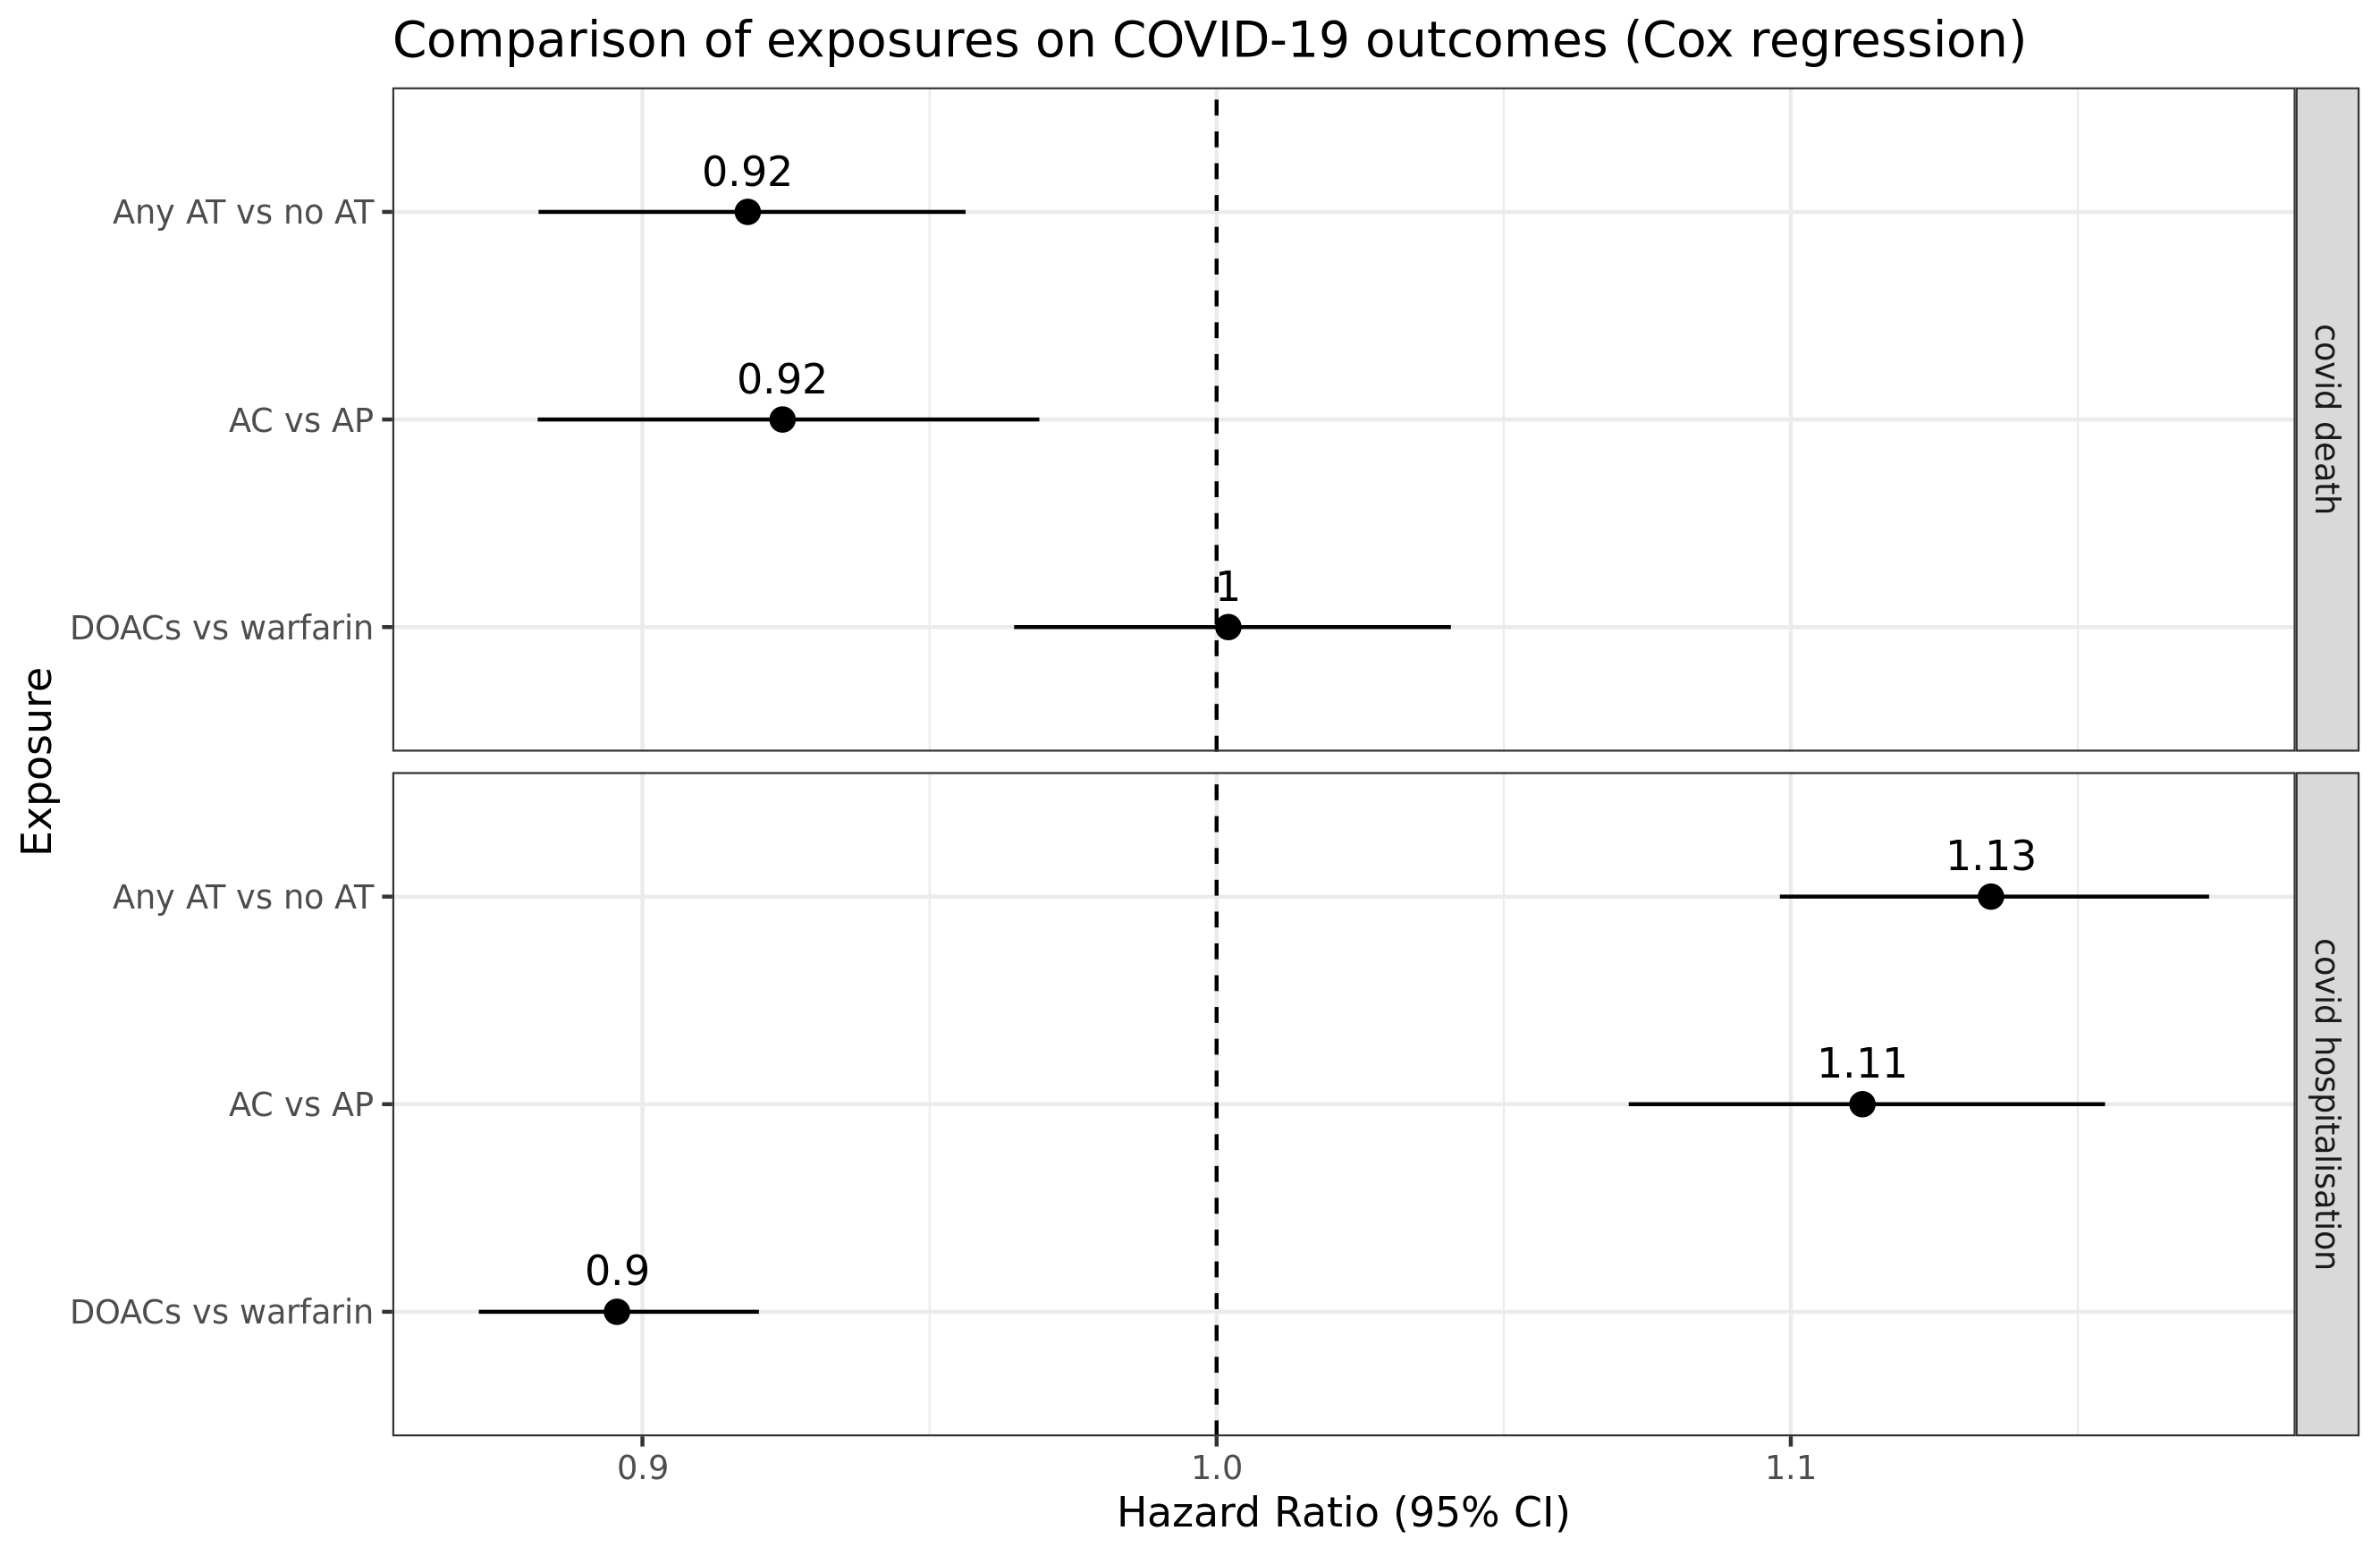 Comparison of exposures on COVID-19 outcomes (Cox regression)
Exposure
covid death
Any AT vs no AT
0.92
AC vs AP
0.92
DOACs vs warfarin
1
covid hospitalisation
Any AT vs no AT
1.13
AC vs AP
1.11
DOACs vs warfarin
0.9
0.9 1.0 1.1
Hazard Ratio (95% CI)